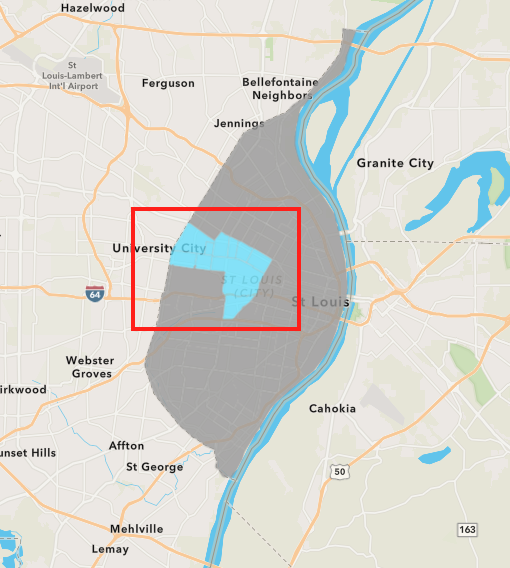 Hazelwood
St
Louis-Lambert
Int'l Airport
Ferguson
Bellefontaine
Neighbors
Jennings
Granite City
University City
ST LOUIS
(CITY)
64
St Louis
Webster
Groves
irkwood
Cahokia
Affton
unset Hills
St George
50
163
Mehlville
Lemay